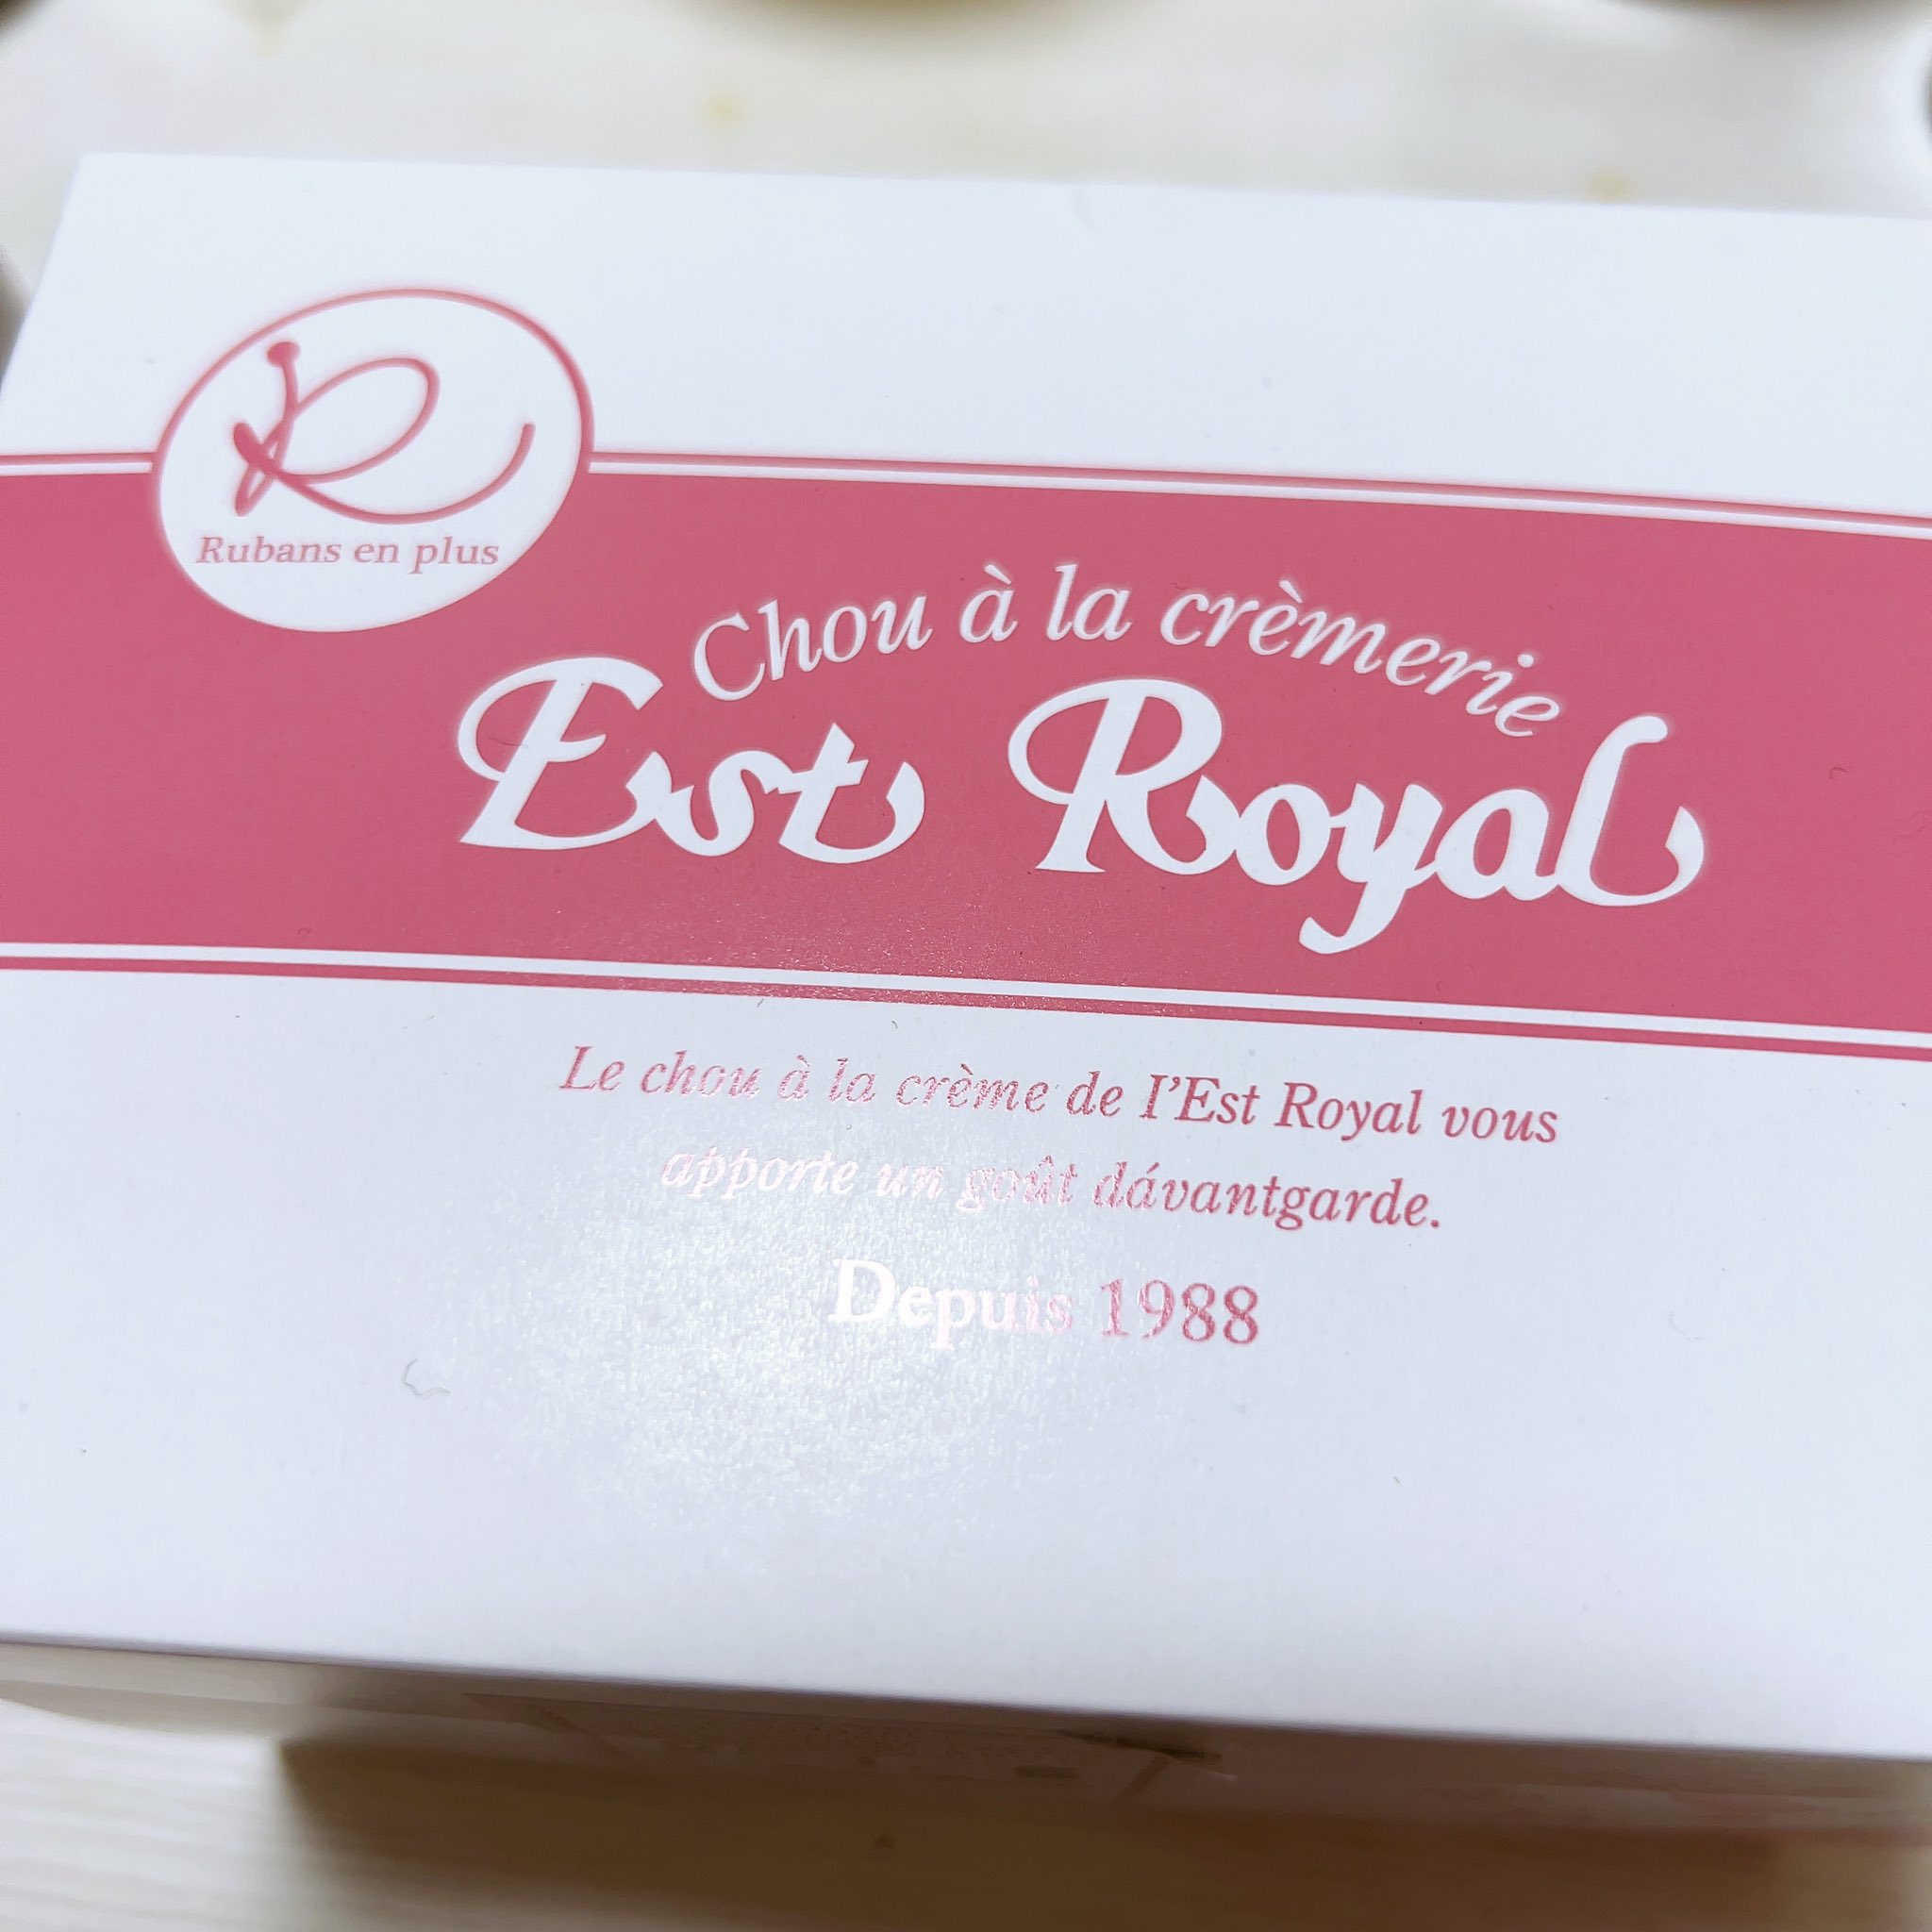 Rubans en plus
Chou à la crèmerie
Est Royal
Le chou à la crème de I'Est Royal vous
apporte un goût dávantgarde.
Depuis 1988